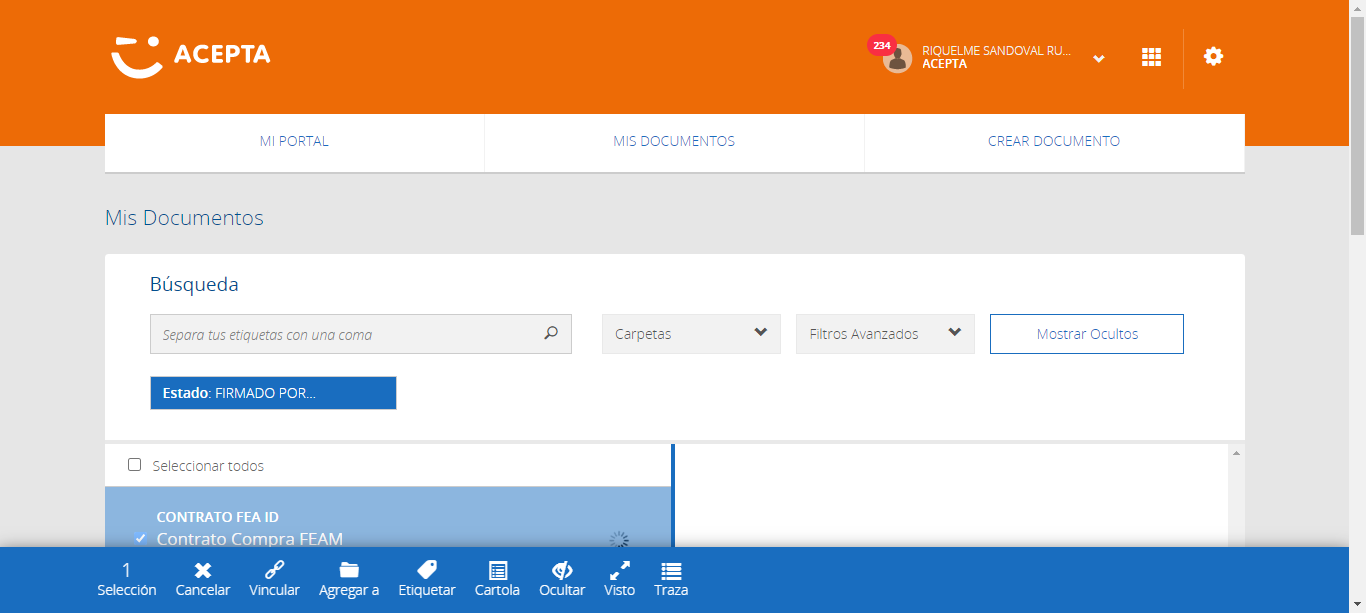 ACEPTA
234
RIQUELME SANDOVAL RU...
ACEPTA
MI PORTAL
MIS DOCUMENTOS
CREAR DOCUMENTO
Mis Documentos
Búsqueda
Separa tus etiquetas con una coma
Carpetas
Filtros Avanzados
Mostrar Ocultos
Estado: FIRMADO POR...
Seleccionar todos
CONTRATO FEA ID
Contrato Compra FEAM
1
Selección
Cancelar
Vincular
Agregar a
Etiquetar
Cartola
Ocultar
Visto
Traza